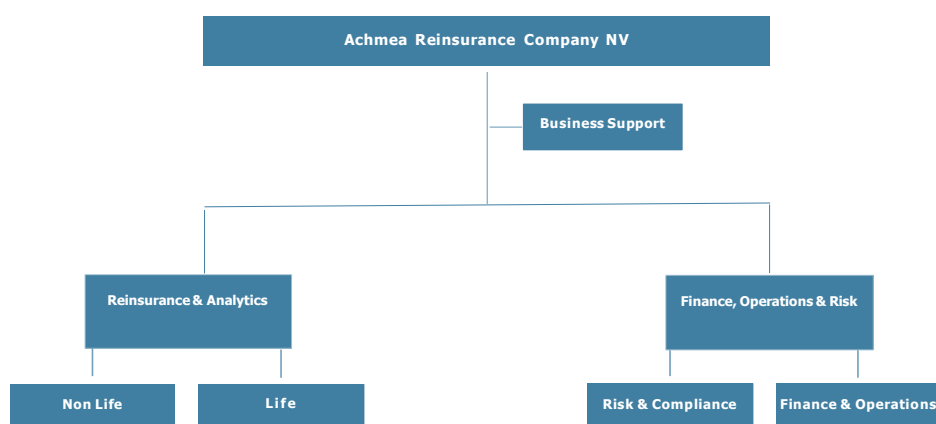 Achmea Reinsurance Company NV
Business Support
Reinsurance & Analytics
Finance, Operations & Risk
Non Life
Life
Risk & Compliance
Finance & Operations